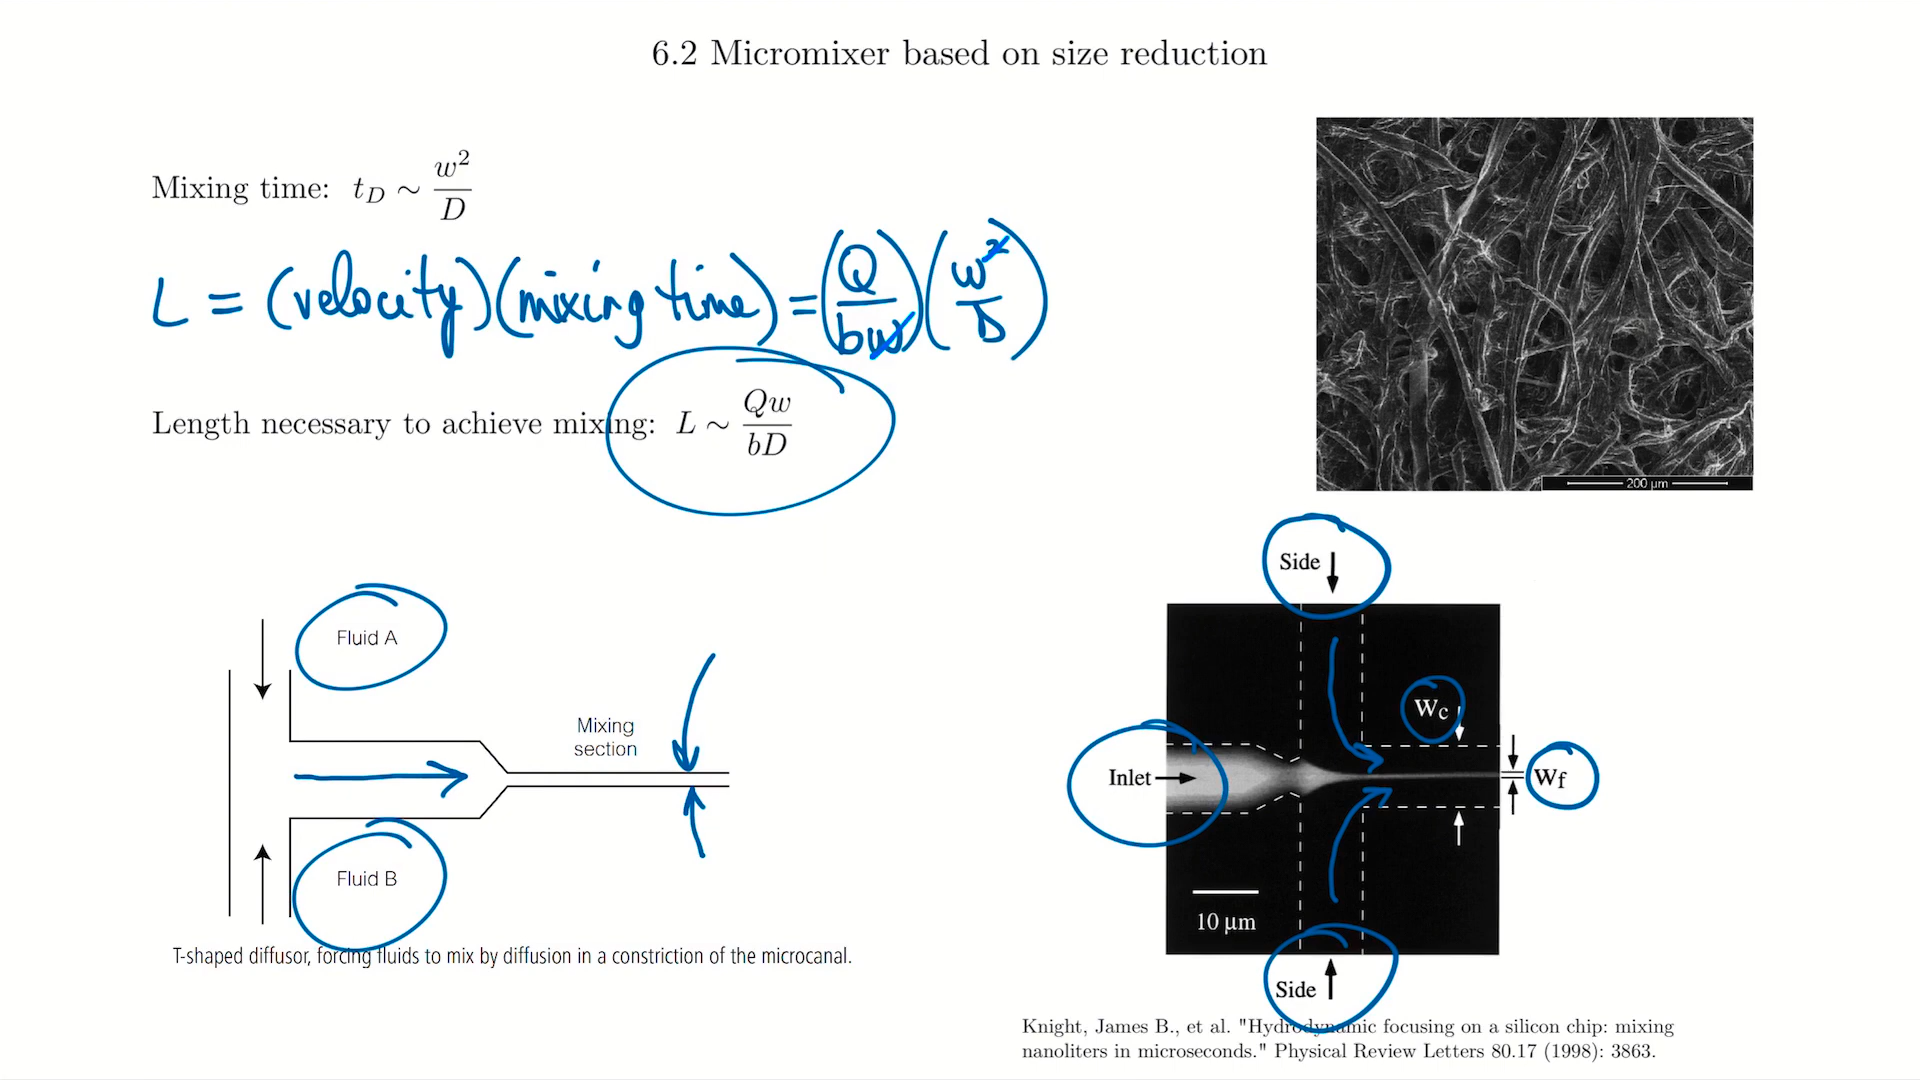 6.2 Micromixer based on size reduction
Mixing time: t_D ∼ w²/D
L = (velocity)(mixing time) = (Q/bw)(w²/D)
Length necessary to achieve mixing: L ∼ Qw/bD
200 µm
Fluid A
Mixing
section
Fluid B
T-shaped diffusor, forcing fluids to mix by diffusion in a constriction of the microcanal.
Side
Wc
Inlet
Wf
10 µm
Side
Knight, James B., et al. "Hydrodynamic focusing on a silicon chip: mixing
nanoliters in microseconds." Physical Review Letters 80.17 (1998): 3863.